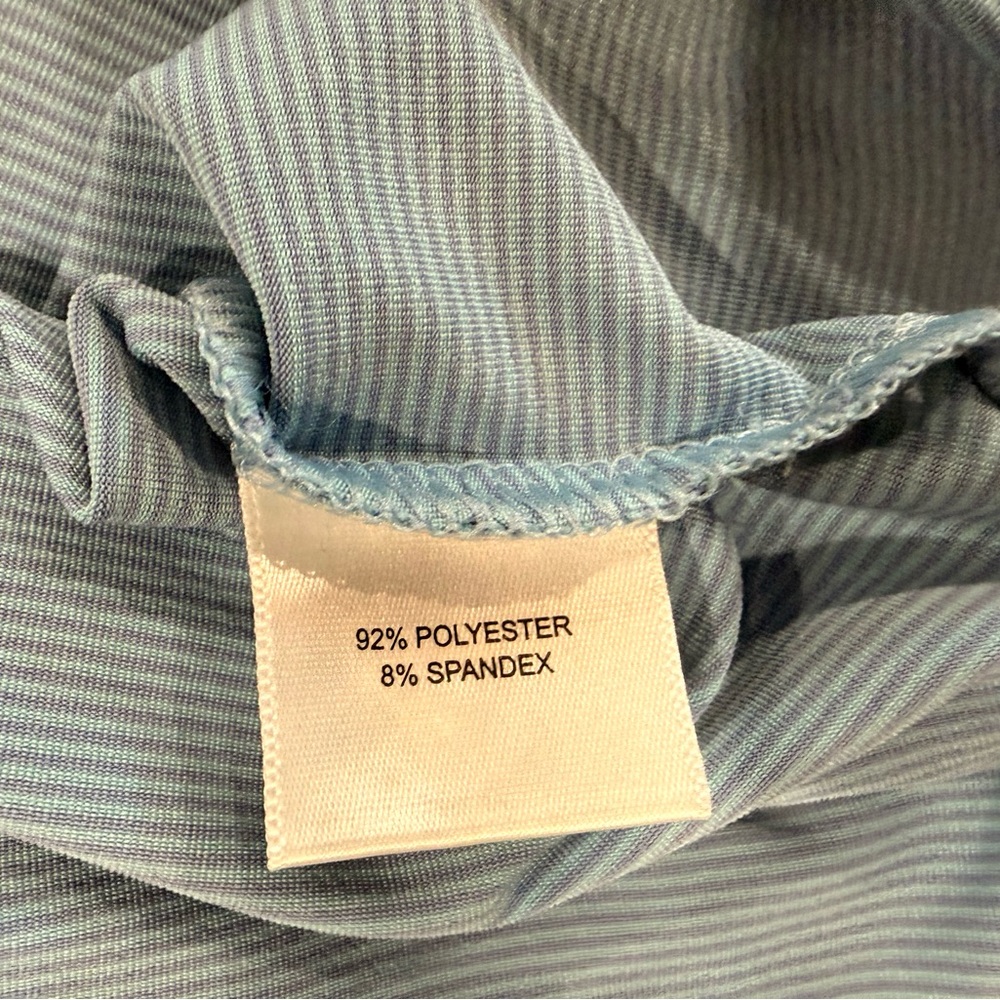 92% POLYESTER
8% SPANDEX